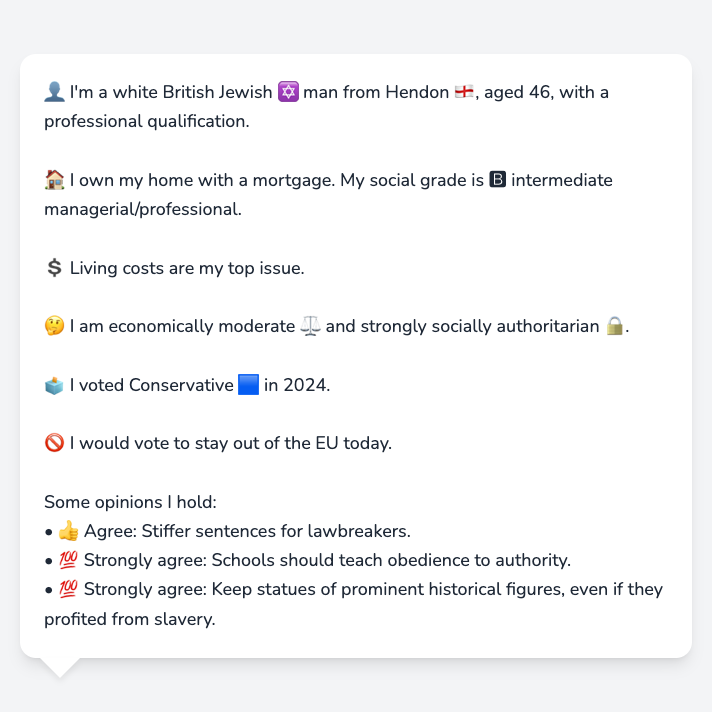 👤 I'm a white British Jewish ✡️ man from Hendon 🏴󠁧󠁢󠁥󠁮󠁧󠁿, aged 46, with a
professional qualification.
🏠 I own my home with a mortgage. My social grade is 🅱 intermediate
managerial/professional.
💲 Living costs are my top issue.
🤔 I am economically moderate ⚖️ and strongly socially authoritarian 🔒.
🗳️ I voted Conservative 🟦 in 2024.
🚫 I would vote to stay out of the EU today.
Some opinions I hold:
• 👍 Agree: Stiffer sentences for lawbreakers.
• 💯 Strongly agree: Schools should teach obedience to authority.
• 💯 Strongly agree: Keep statues of prominent historical figures, even if they
profited from slavery.